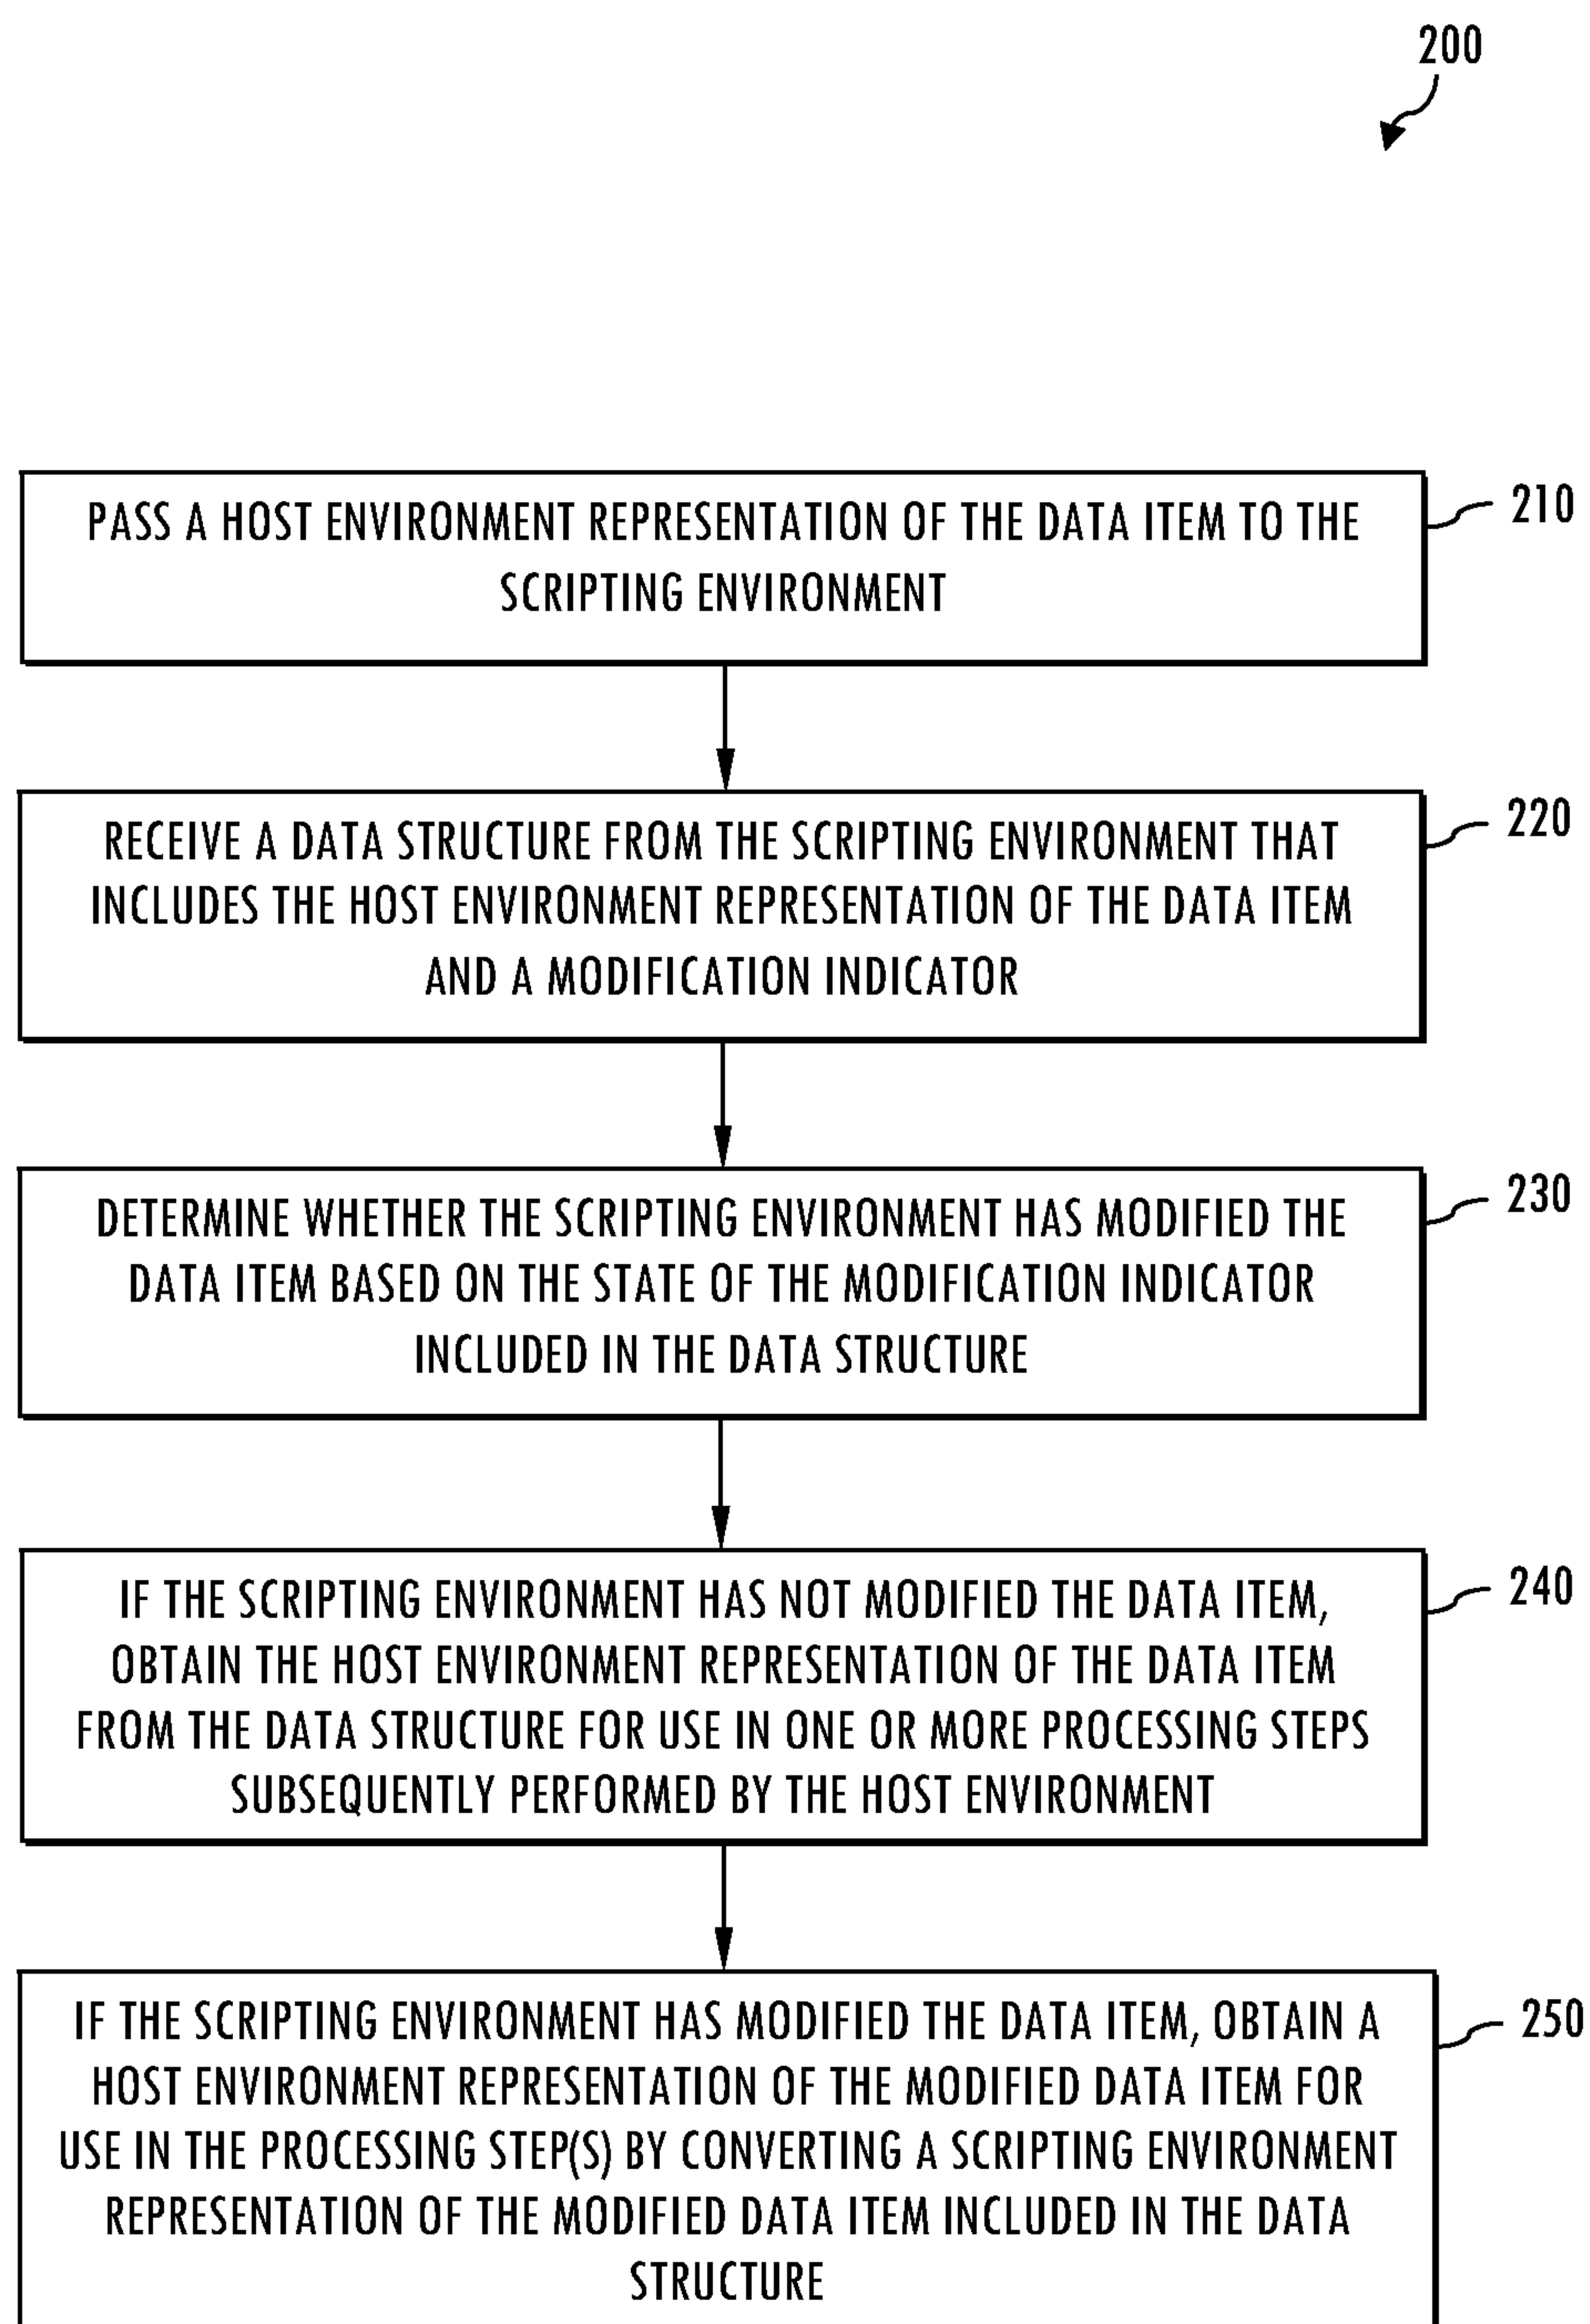 200
PASS A HOST ENVIRONMENT REPRESENTATION OF THE DATA ITEM TO THE
SCRIPTING ENVIRONMENT
210
RECEIVE A DATA STRUCTURE FROM THE SCRIPTING ENVIRONMENT THAT
INCLUDES THE HOST ENVIRONMENT REPRESENTATION OF THE DATA ITEM
AND A MODIFICATION INDICATOR
220
DETERMINE WHETHER THE SCRIPTING ENVIRONMENT HAS MODIFIED THE
DATA ITEM BASED ON THE STATE OF THE MODIFICATION INDICATOR
INCLUDED IN THE DATA STRUCTURE
230
IF THE SCRIPTING ENVIRONMENT HAS NOT MODIFIED THE DATA ITEM,
OBTAIN THE HOST ENVIRONMENT REPRESENTATION OF THE DATA ITEM
FROM THE DATA STRUCTURE FOR USE IN ONE OR MORE PROCESSING STEPS
SUBSEQUENTLY PERFORMED BY THE HOST ENVIRONMENT
240
IF THE SCRIPTING ENVIRONMENT HAS MODIFIED THE DATA ITEM, OBTAIN A
HOST ENVIRONMENT REPRESENTATION OF THE MODIFIED DATA ITEM FOR
USE IN THE PROCESSING STEP(S) BY CONVERTING A SCRIPTING ENVIRONMENT
REPRESENTATION OF THE MODIFIED DATA ITEM INCLUDED IN THE DATA
STRUCTURE
250